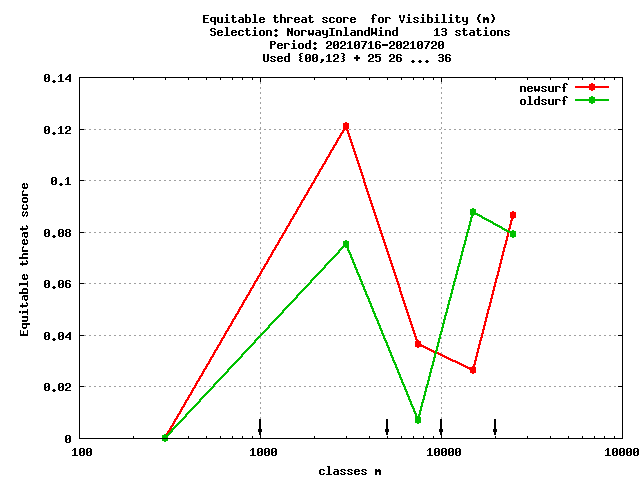 Equitable threat score for Visibility (m)
Selection: NorwayInlandWind 13 stations
Period: 20210716-20210720
Used {00,12} + 25 26 ... 36
newsurf
oldsurf
0.14
0.12
0.1
0.08
0.06
0.04
0.02
0
Equitable threat score
100
1000
10000
10000
classes m